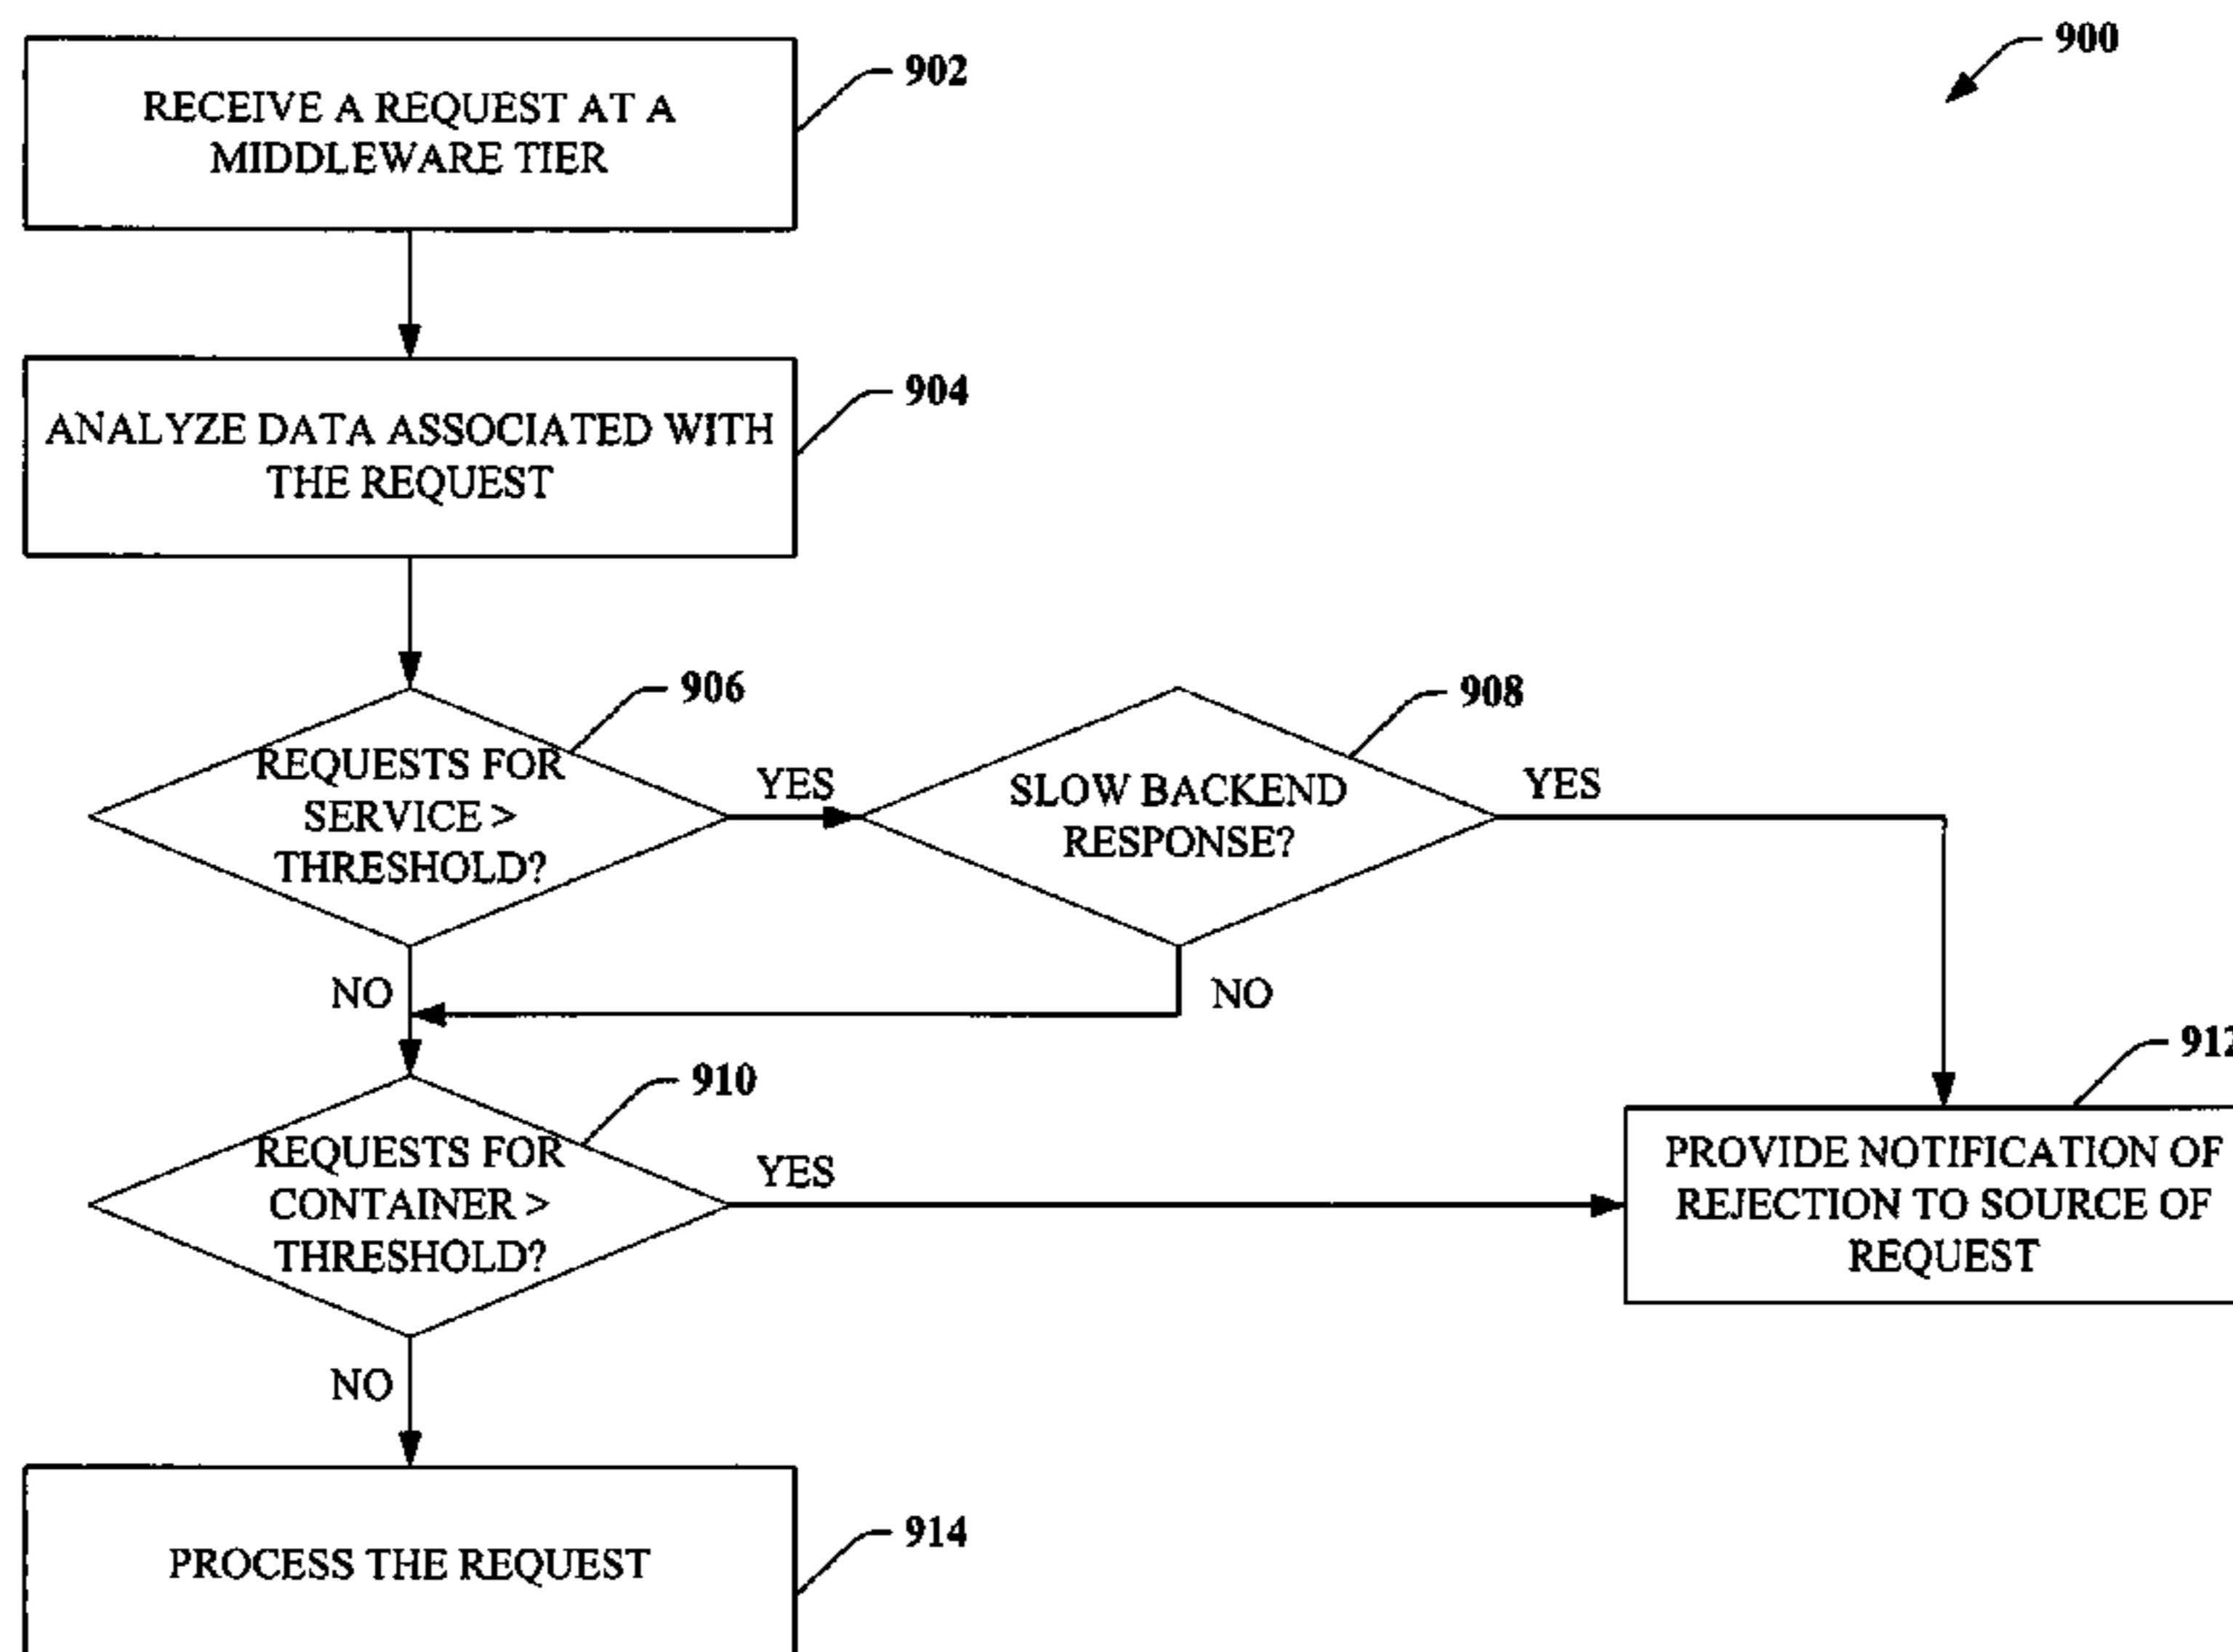 900
902
RECEIVE A REQUEST AT A
MIDDLEWARE TIER
904
ANALYZE DATA ASSOCIATED WITH
THE REQUEST
906
REQUESTS FOR
SERVICE >
THRESHOLD?
YES
908
SLOW BACKEND
RESPONSE?
YES
NO
NO
910
REQUESTS FOR
CONTAINER >
THRESHOLD?
YES
912
PROVIDE NOTIFICATION OF
REJECTION TO SOURCE OF
REQUEST
NO
914
PROCESS THE REQUEST